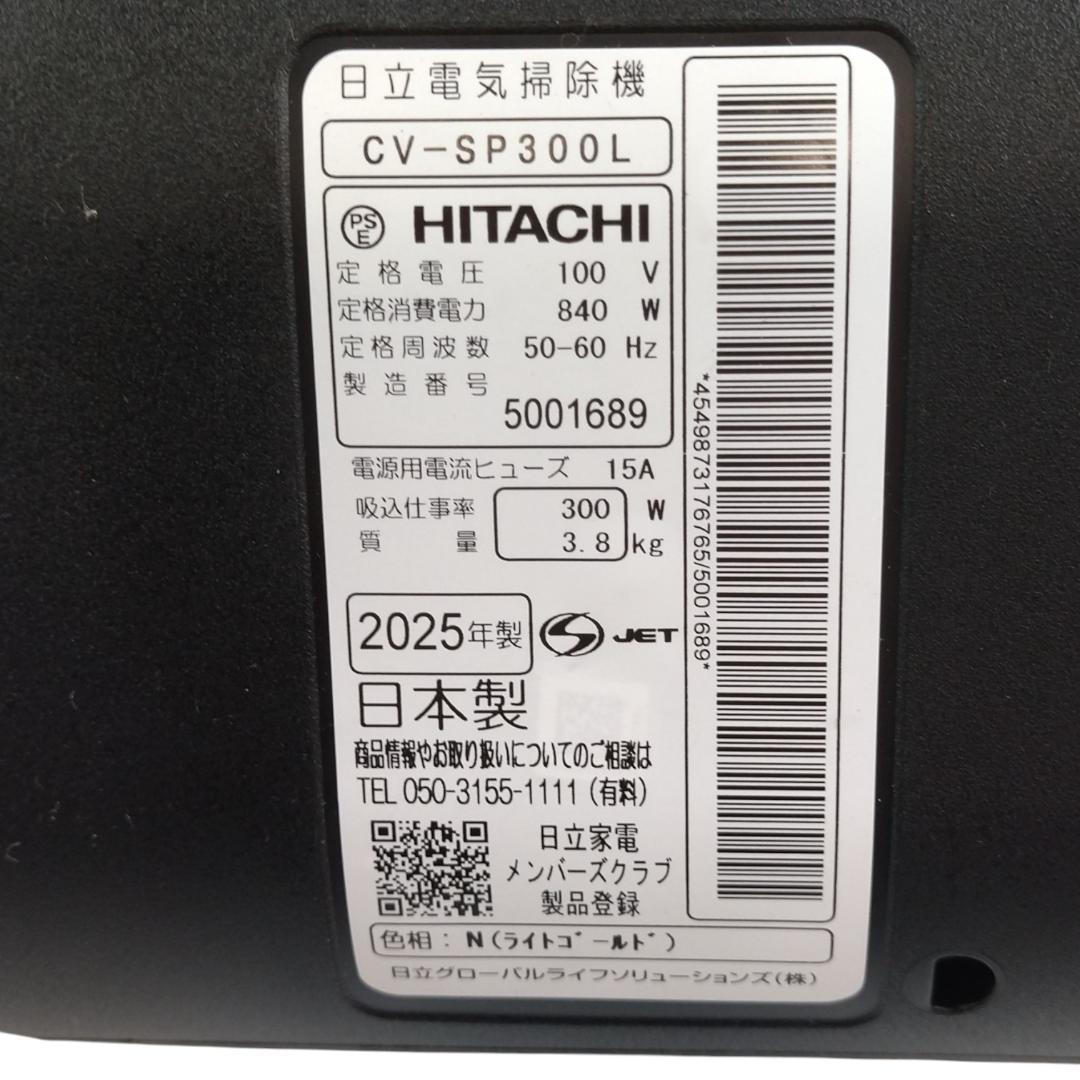 日立電気掃除機
CV-SP300L
PS
E
HITACHI
定格電圧 100 V
定格消費電力 840 W
定格周波数 50-60 Hz
製造番号
5001689
電源用電流ヒューズ 15A
吸込仕事率 300 W
質量 3.8 kg
2025年製
JET
日本製
商品情報やお取り扱いについてのご相談は
TEL 050-3155-1111（有料）
日立家電
メンバーズクラブ
製品登録
色相：N（ライトゴールド）
日立グローバルライフソリューションズ（株）
*4549873176765/5001689*